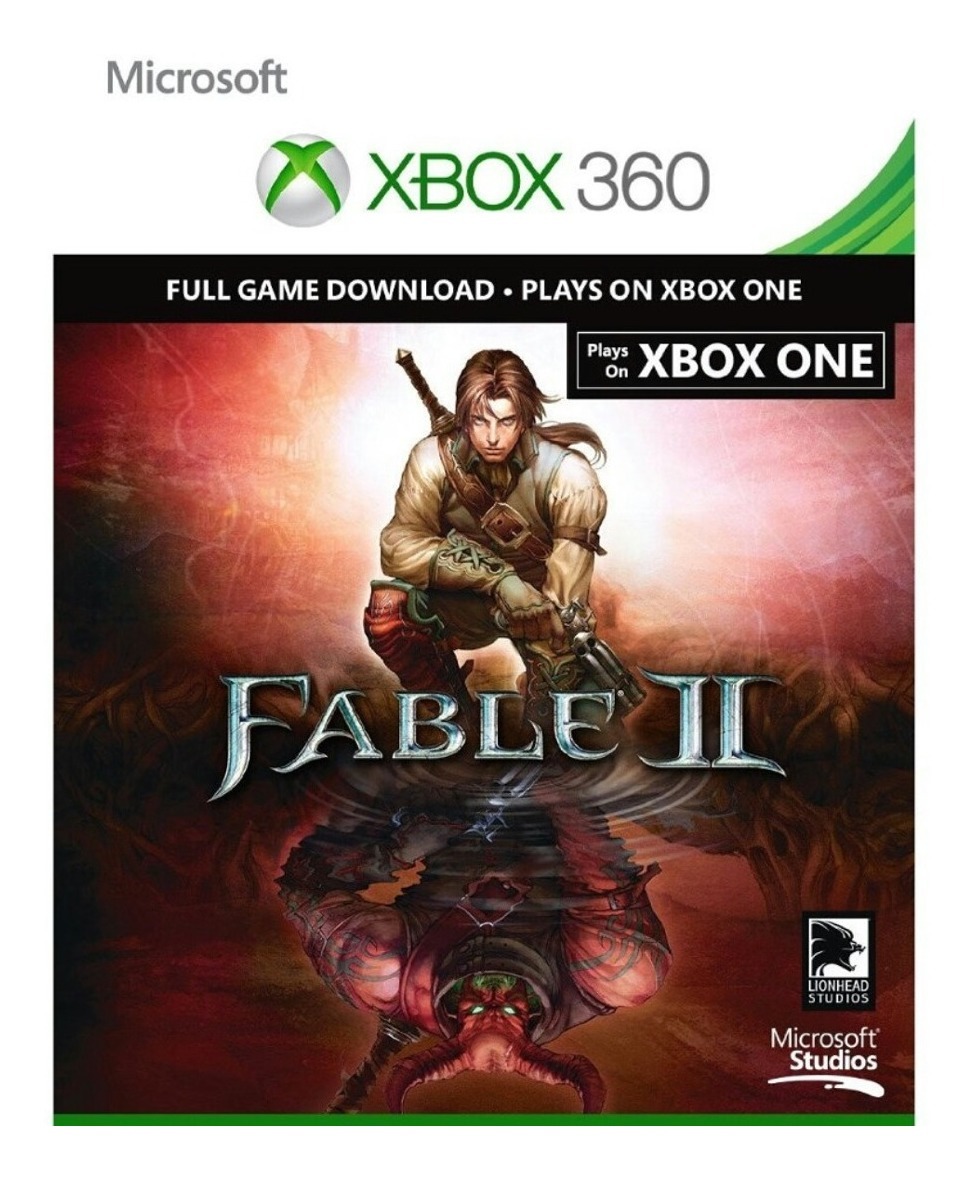 Microsoft
XBOX 360
FULL GAME DOWNLOAD • PLAYS ON XBOX ONE
Plays On XBOX ONE
FABLE II
LIONHEAD
STUDIOS
Microsoft
Studios